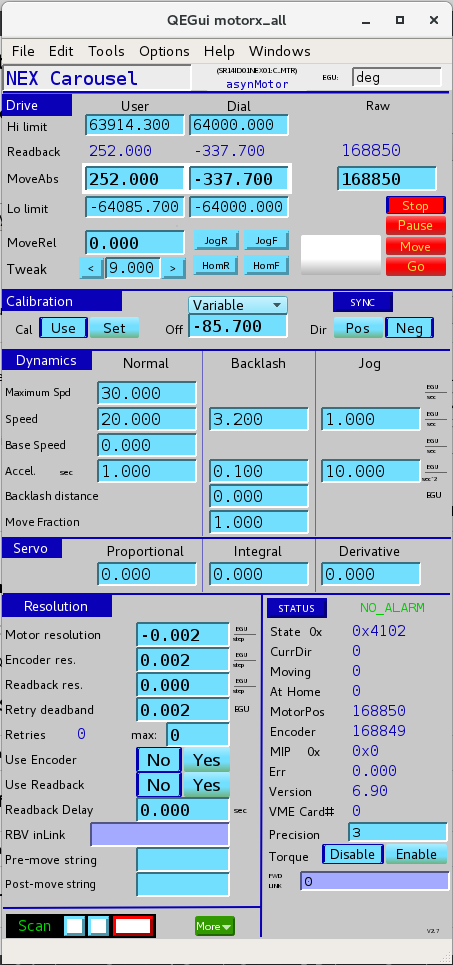 QEGui motorx_all
File Edit Tools Options Help Windows
NEX Carousel (SR14ID01NEX01:C_MTR) asynMotor EGU: deg
Drive User Dial Raw
Hi limit 63914.300 64000.000
Readback 252.000 -337.700 168850
MoveAbs 252.000 -337.700 168850
Lo limit -64085.700 -64000.000 Stop
Pause
MoveRel 0.000 JogR JogF Move
Tweak < 9.000 > HomR HomF Go
Calibration Variable SYNC
Cal Use Set Off -85.700 Dir Pos Neg
Dynamics Normal Backlash Jog
Maximum Spd 30.000 EGU sec
Speed 20.000 3.200 1.000 EGU sec
Base Speed 0.000 EGU sec
Accel. sec 1.000 0.100 10.000 EGU sec^2
Backlash distance 0.000 EGU
Move Fraction 1.000
Servo Proportional Integral Derivative
0.000 0.000 0.000
Resolution
Motor resolution -0.002 EGU step
Encoder res. 0.002 EGU step
Readback res. 0.000 EGU step
Retry deadband 0.002 EGU
Retries 0 max: 0
Use Encoder No Yes
Use Readback No Yes
Readback Delay 0.000 sec
RBV inLink
Pre-move string
Post-move string
Scan More
STATUS NO_ALARM
State 0x 0x4102
CurrDir 0
Moving 0
At Home 0
MotorPos 168850
Encoder 168849
MIP 0x 0x0
Err 0.000
Version 6.90
VME Card# 0
Precision 3
Torque Disable Enable
FWD LINK 0
V2.7